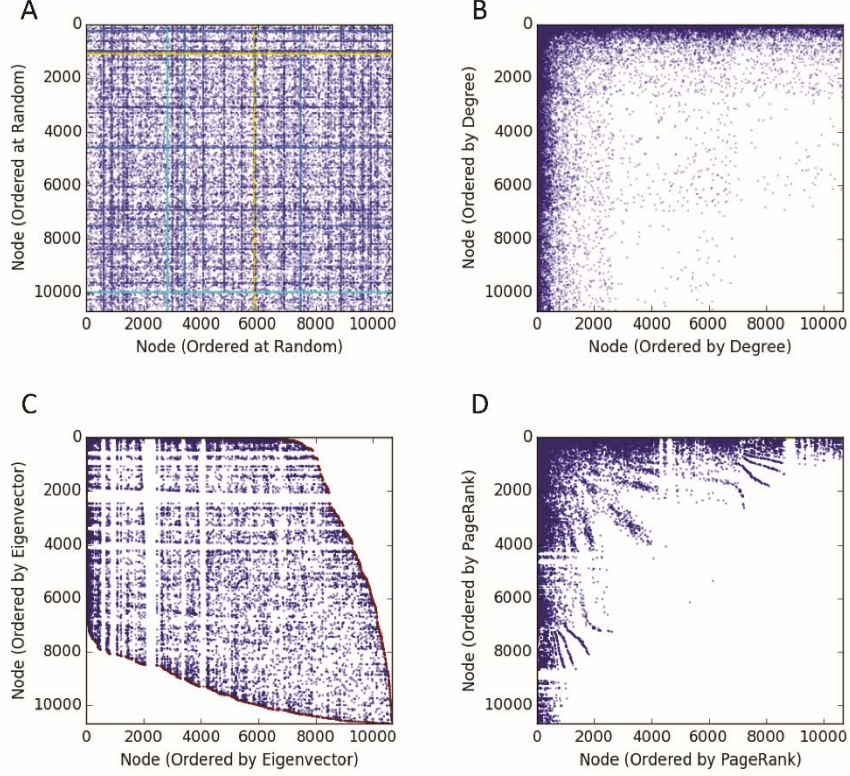 A
0
2000
4000
6000
8000
10000
0 2000 4000 6000 8000 10000
Node (Ordered at Random)
Node (Ordered at Random)
B
0
2000
4000
6000
8000
10000
0 2000 4000 6000 8000 10000
Node (Ordered by Degree)
Node (Ordered by Degree)
C
0
2000
4000
6000
8000
10000
0 2000 4000 6000 8000 10000
Node (Ordered by Eigenvector)
Node (Ordered by Eigenvector)
D
0
2000
4000
6000
8000
10000
0 2000 4000 6000 8000 10000
Node (Ordered by PageRank)
Node (Ordered by PageRank)